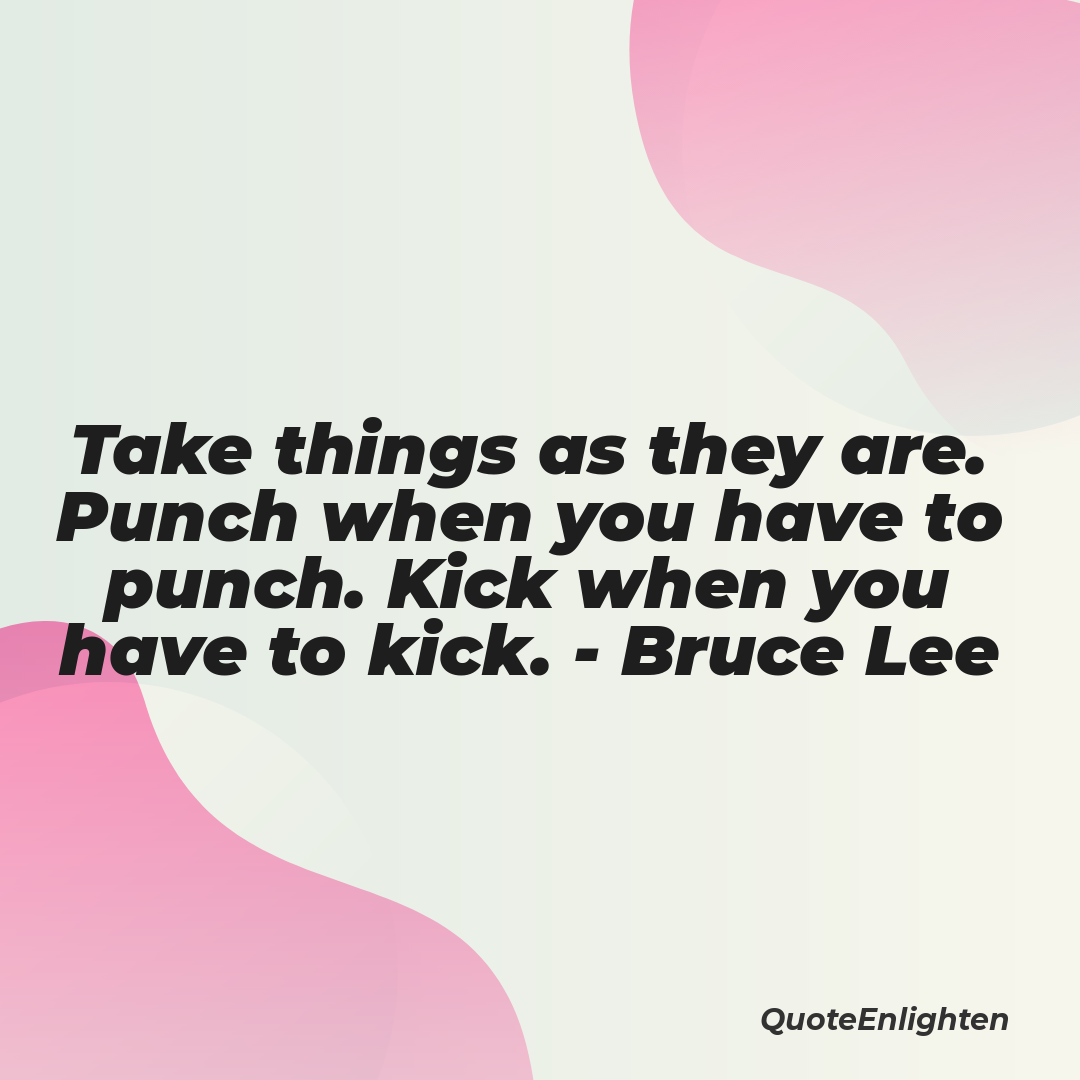 Take things as they are.
Punch when you have to
punch. Kick when you
have to kick. - Bruce Lee
QuoteEnlighten